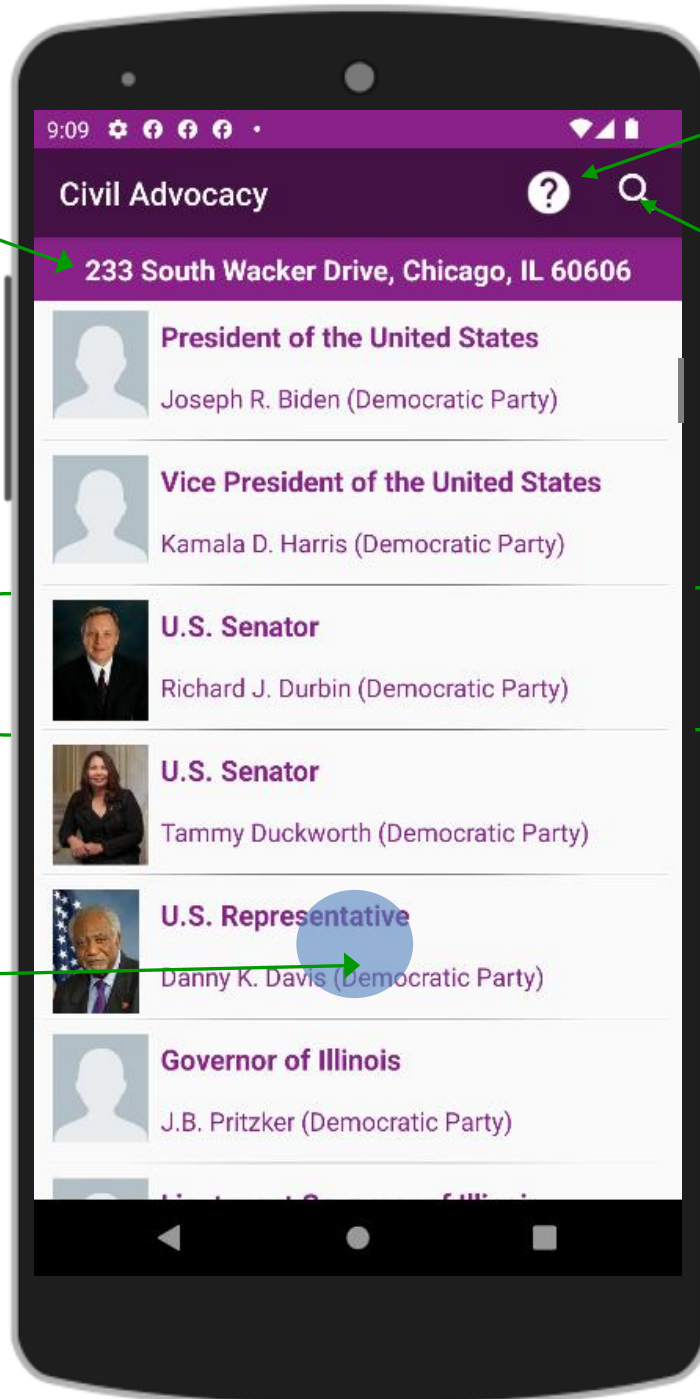 9:09
Civil Advocacy
?
233 South Wacker Drive, Chicago, IL 60606
President of the United States
Joseph R. Biden (Democratic Party)
Vice President of the United States
Kamala D. Harris (Democratic Party)
U.S. Senator
Richard J. Durbin (Democratic Party)
U.S. Senator
Tammy Duckworth (Democratic Party)
U.S. Representative
Danny K. Davis (Democratic Party)
Governor of Illinois
J.B. Pritzker (Democratic Party)